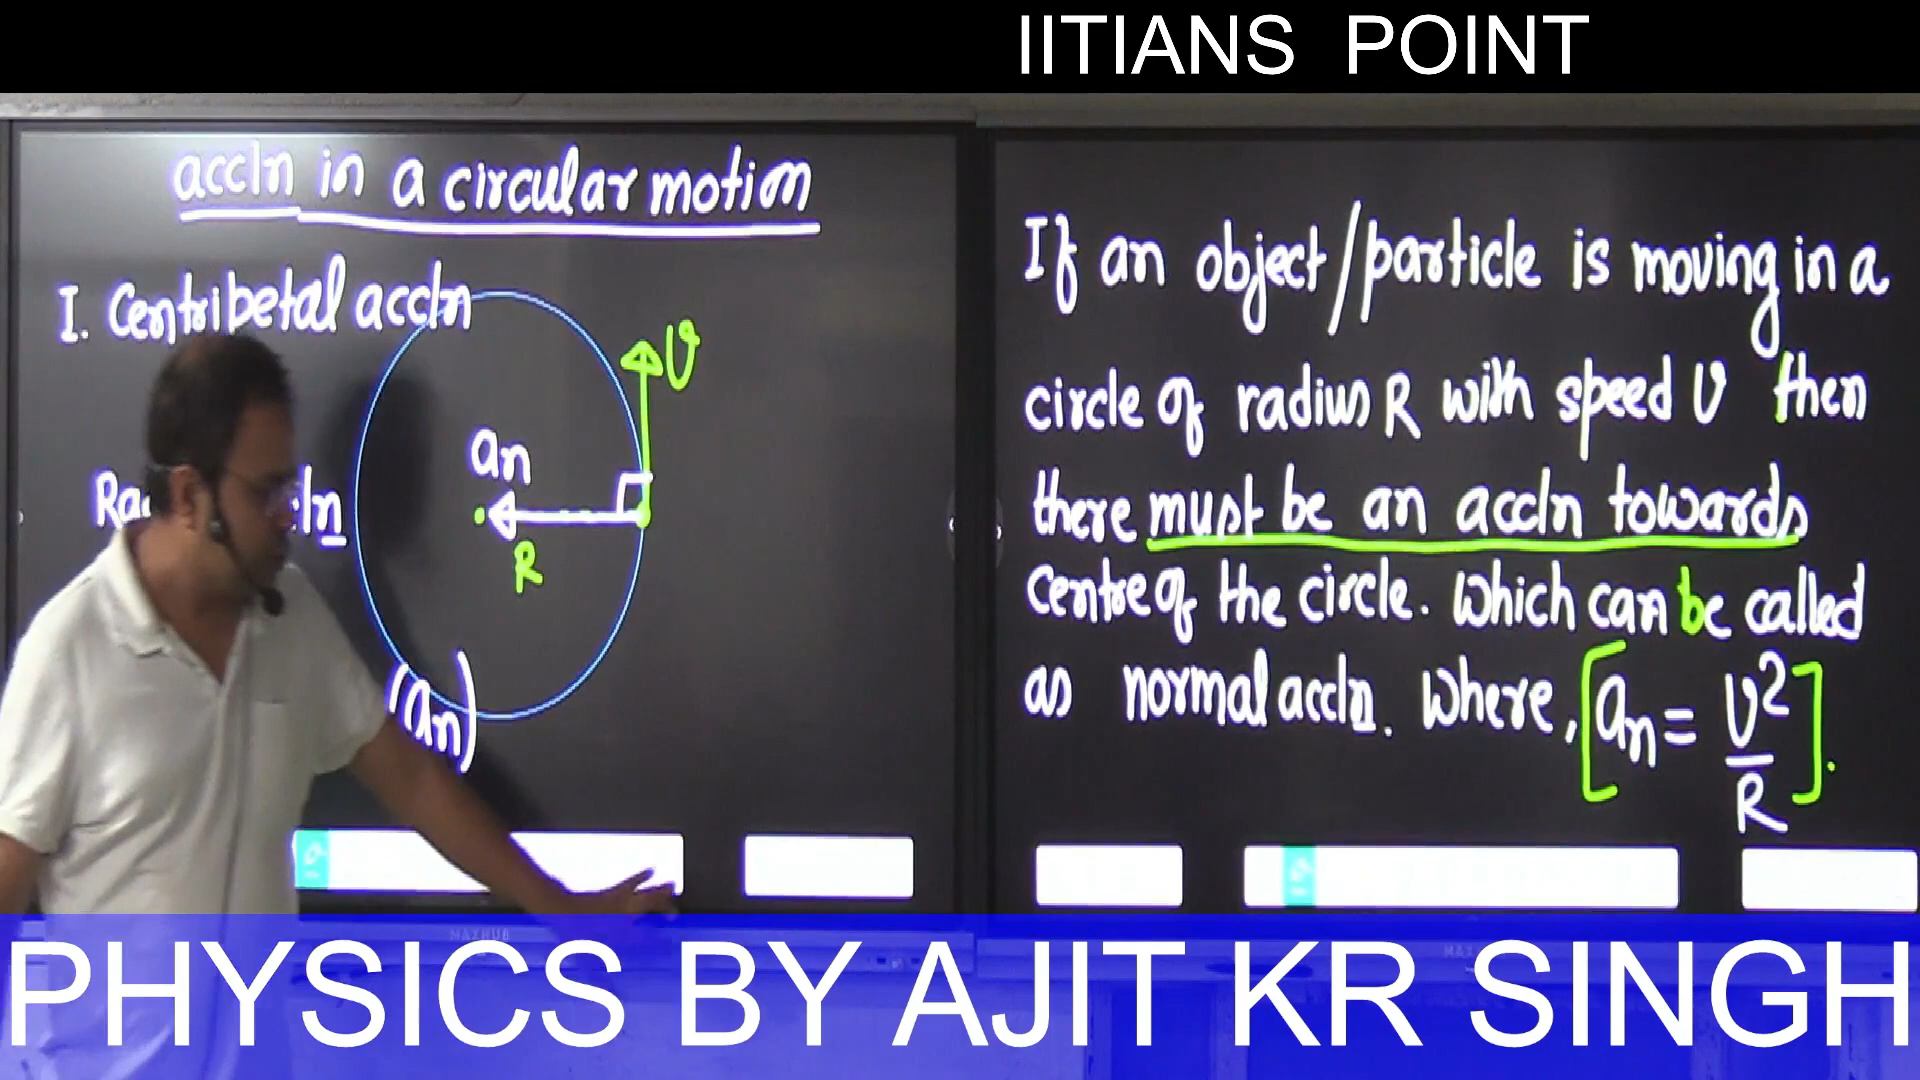 IITIANS POINT
accln in a circular motion
I. Centripetal accln
v
an
R
(an)
If an object/particle is moving in a
circle of radius R with speed v then
there must be an accln towards
centre of the circle. Which can be called
as normal accln. Where, [an = v²/R].
PHYSICS BY AJIT KR SINGH